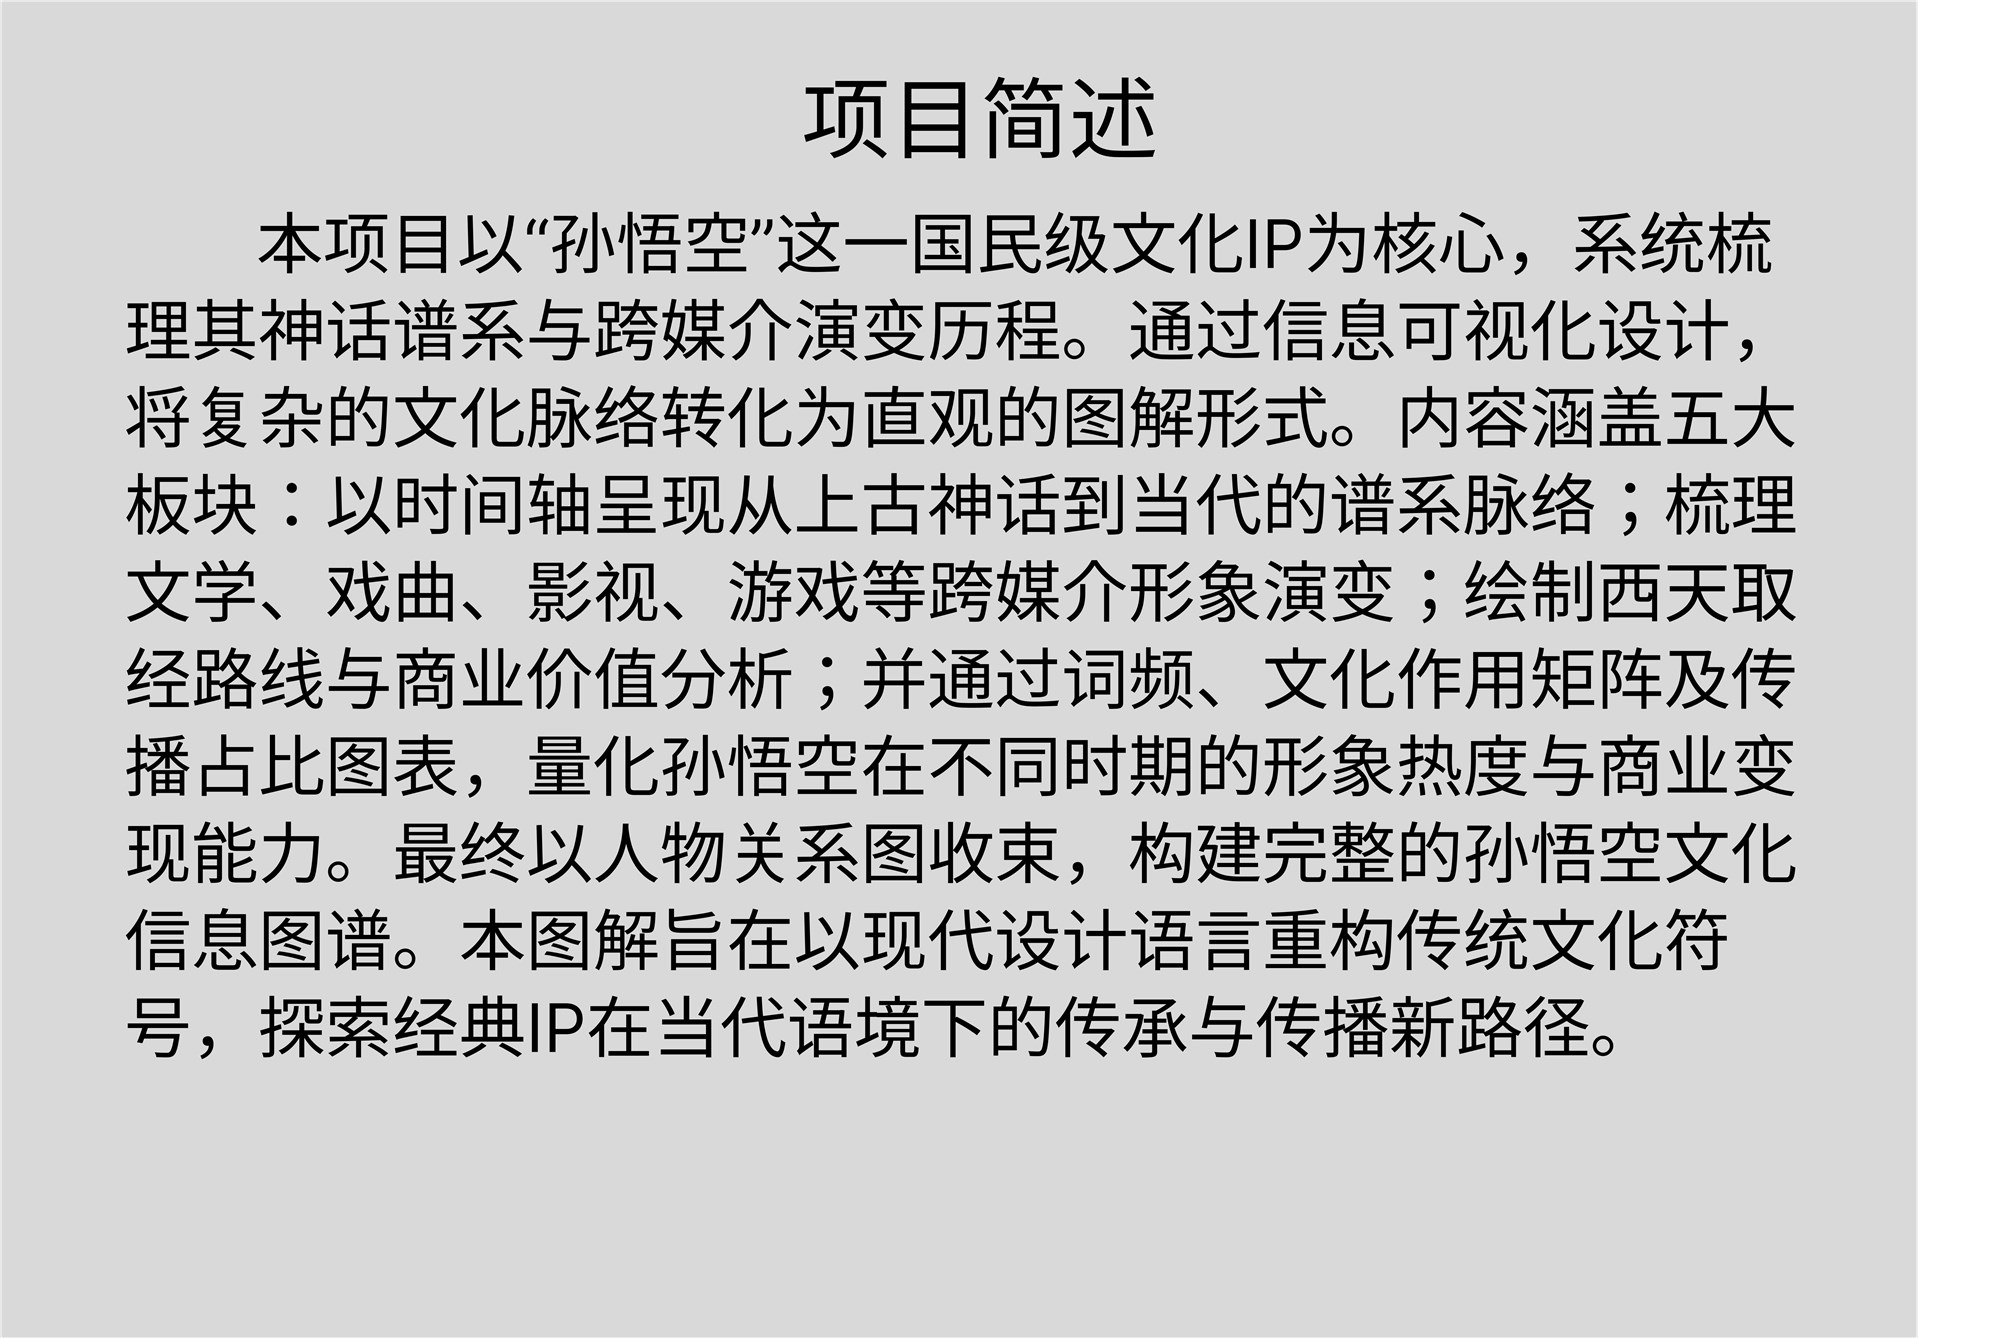 项目简述
本项目以“孙悟空”这一国民级文化IP为核心，系统梳
理其神话谱系与跨媒介演变历程。通过信息可视化设计，
将复杂的文化脉络转化为直观的图解形式。内容涵盖五大
板块：以时间轴呈现从上古神话到当代的谱系脉络；梳理
文学、戏曲、影视、游戏等跨媒介形象演变；绘制西天取
经路线与商业价值分析；并通过词频、文化作用矩阵及传
播占比图表，量化孙悟空在不同时期的形象热度与商业变
现能力。最终以人物关系图收束，构建完整的孙悟空文化
信息图谱。本图解旨在以现代设计语言重构传统文化符
号，探索经典IP在当代语境下的传承与传播新路径。